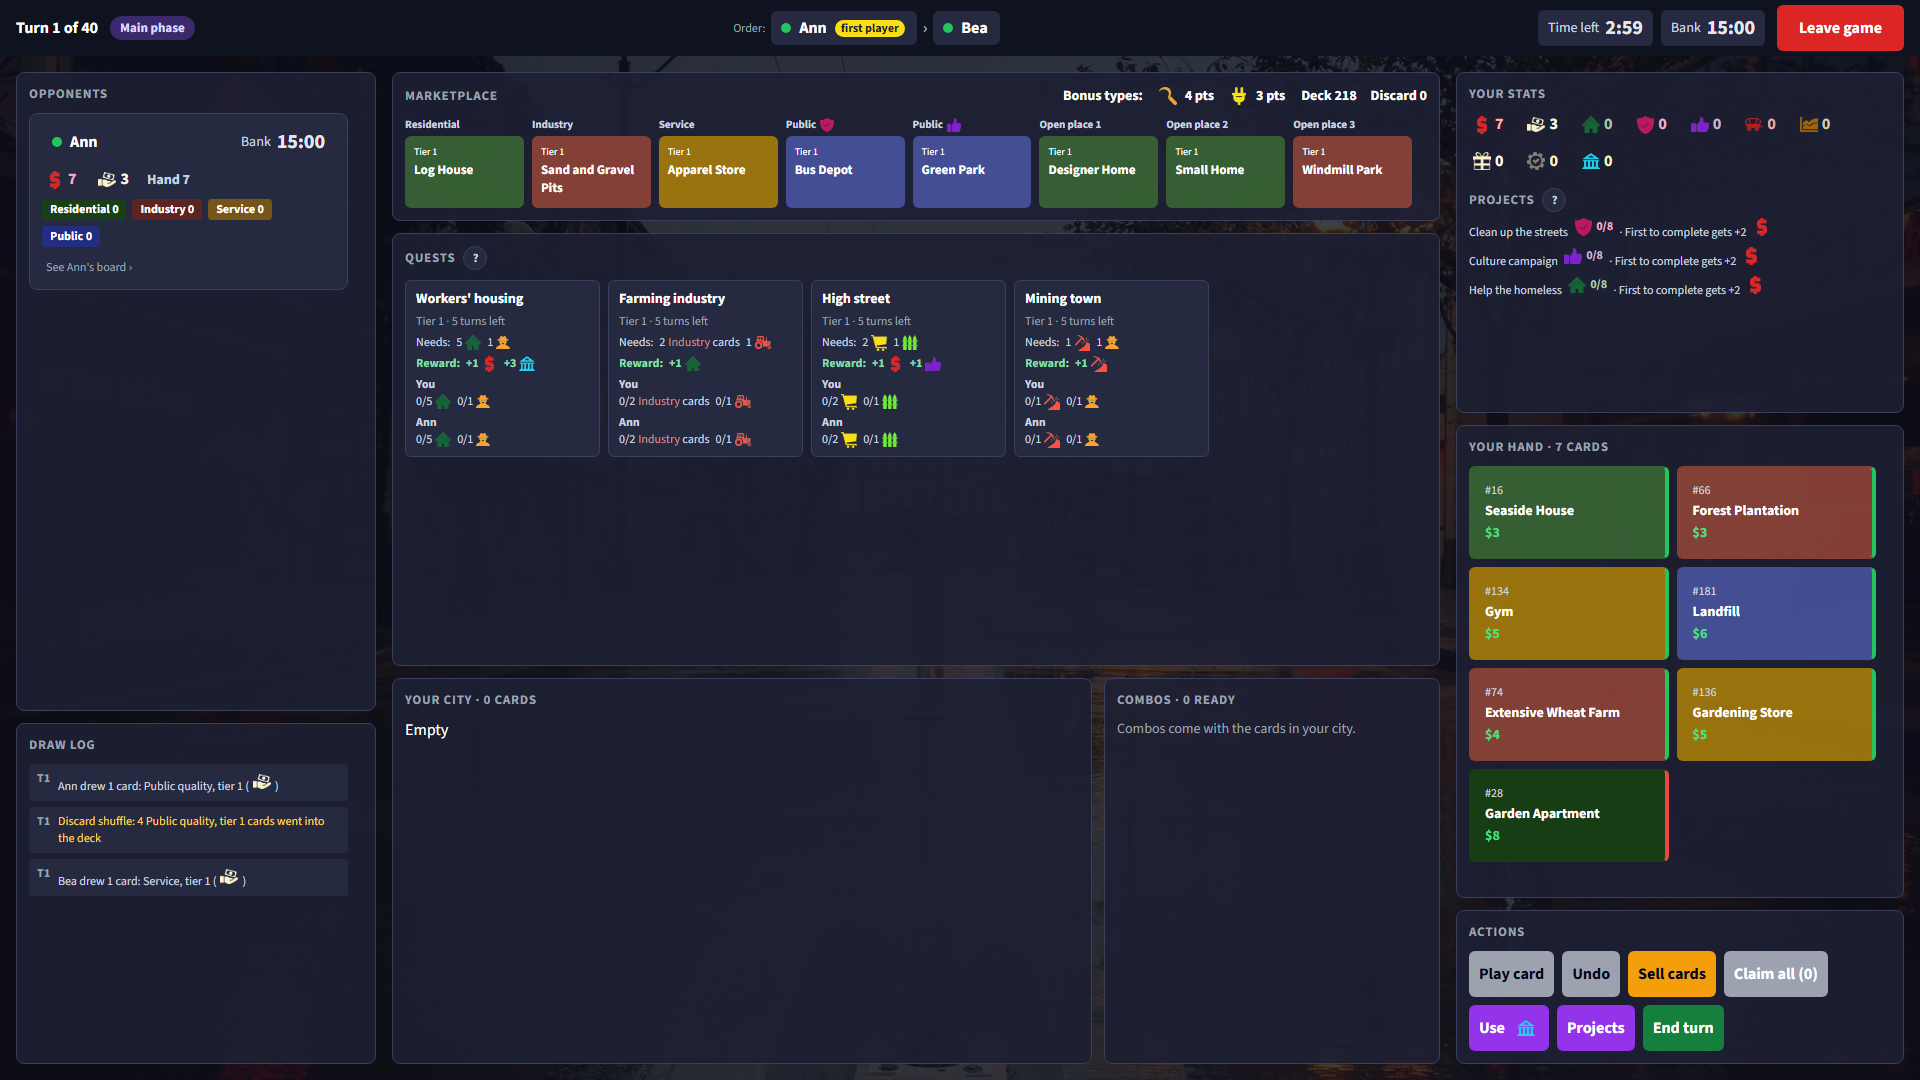 Turn 1 of 40 Main phase
Order: Ann first player › Bea
Time left 2:59 Bank 15:00 Leave game
OPPONENTS
Ann Bank 15:00
7 3 Hand 7
Residential 0 Industry 0 Service 0
Public 0
See Ann's board ›
DRAW LOG
T1 Ann drew 1 card: Public quality, tier 1 ( )
T1 Discard shuffle: 4 Public quality, tier 1 cards went into
the deck
T1 Bea drew 1 card: Service, tier 1 ( )
MARKETPLACE
Bonus types: 4 pts 3 pts Deck 218 Discard 0
Residential Industry Service Public Public Open place 1 Open place 2 Open place 3
Tier 1 Tier 1 Tier 1 Tier 1 Tier 1 Tier 1 Tier 1 Tier 1
Log House Sand and Gravel Apparel Store Bus Depot Green Park Designer Home Small Home Windmill Park
Pits
QUESTS ?
Workers' housing
Tier 1 · 5 turns left
Needs: 5 1
Reward: +1 +3
You
0/5 0/1
Ann
0/5 0/1
Farming industry
Tier 1 · 5 turns left
Needs: 2 Industry cards 1
Reward: +1
You
0/2 Industry cards 0/1
Ann
0/2 Industry cards 0/1
High street
Tier 1 · 5 turns left
Needs: 2 1
Reward: +1 +1
You
0/2 0/1
Ann
0/2 0/1
Mining town
Tier 1 · 5 turns left
Needs: 1 1
Reward: +1
You
0/1 0/1
Ann
0/1 0/1
YOUR CITY · 0 CARDS
Empty
COMBOS · 0 READY
Combos come with the cards in your city.
YOUR STATS
7 3 0 0 0 0 0
0 0 0
PROJECTS ?
Clean up the streets 0/8 · First to complete gets +2
Culture campaign 0/8 · First to complete gets +2
Help the homeless 0/8 · First to complete gets +2
YOUR HAND · 7 CARDS
#16
Seaside House
$3
#66
Forest Plantation
$3
#134
Gym
$5
#181
Landfill
$6
#74
Extensive Wheat Farm
$4
#136
Gardening Store
$5
#28
Garden Apartment
$8
ACTIONS
Play card Undo Sell cards Claim all (0)
Use Projects End turn